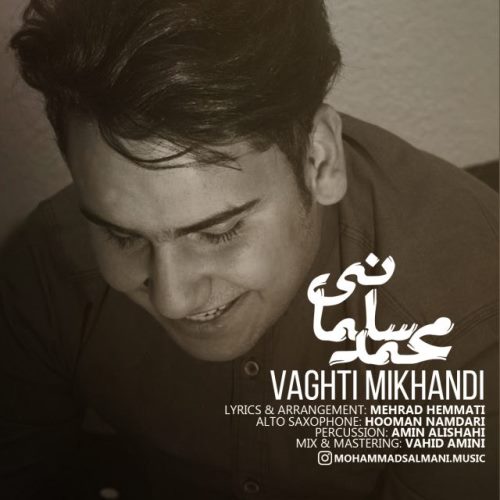 محمد سلمانی
VAGHTI MIKHANDI
LYRICS & ARRANGEMENT: MEHRAD HEMMATI
ALTO SAXOPHONE: HOOMAN NAMDARI
PERCUSSION: AMIN ALISHAHI
MIX & MASTERING: VAHID AMINI
MOHAMMADSALMANI.MUSIC